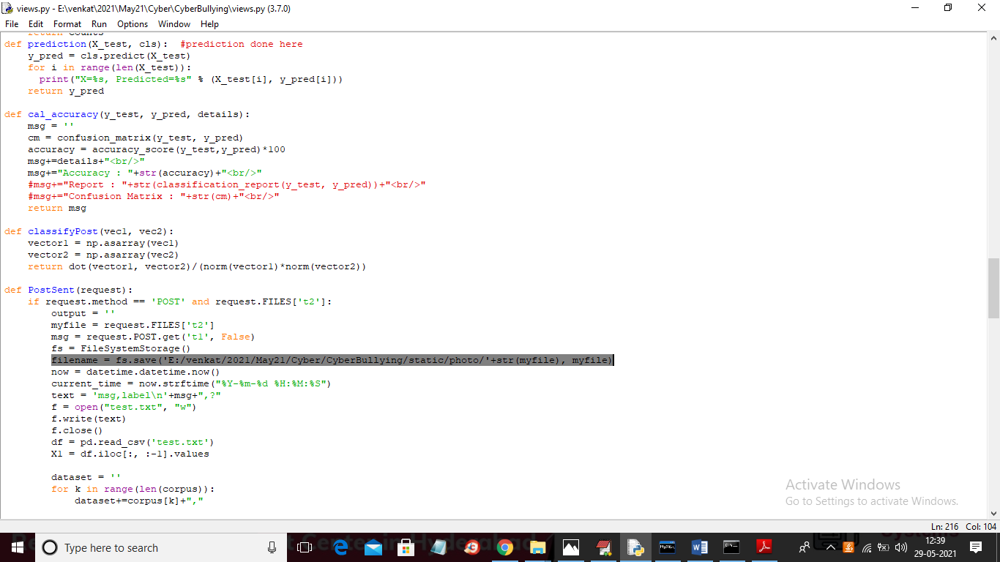 views.py - E:\venkat\2021\May21\Cyber\CyberBullying\views.py (3.7.0)
File Edit Format Run Options Window Help
return counts
def prediction(X_test, cls):  #prediction done here
    y_pred = cls.predict(X_test)
    for i in range(len(X_test)):
      print("X=%s, Predicted=%s" % (X_test[i], y_pred[i]))
    return y_pred
def cal_accuracy(y_test, y_pred, details):
    msg = ''
    cm = confusion_matrix(y_test, y_pred)
    accuracy = accuracy_score(y_test,y_pred)*100
    msg+=details+"<br/>"
    msg+="Accuracy : "+str(accuracy)+"<br/>"
    #msg+="Report : "+str(classification_report(y_test, y_pred))+"<br/>"
    #msg+="Confusion Matrix : "+str(cm)+"<br/>"
    return msg
def classifyPost(vec1, vec2):
    vector1 = np.asarray(vec1)
    vector2 = np.asarray(vec2)
    return dot(vector1, vector2)/(norm(vector1)*norm(vector2))
def PostSent(request):
    if request.method == 'POST' and request.FILES['t2']:
        output = ''
        myfile = request.FILES['t2']
        msg = request.POST.get('t1', False)
        fs = FileSystemStorage()
        filename = fs.save('E:/venkat/2021/May21/Cyber/CyberBullying/static/photo/'+str(myfile), myfile)
        now = datetime.datetime.now()
        current_time = now.strftime("%Y-%m-%d %H:%M:%S")
        text = 'msg,label\n'+msg+",?"
        f = open("test.txt", "w")
        f.write(text)
        f.close()
        df = pd.read_csv('test.txt')
        X1 = df.iloc[:, :-1].values
        dataset = ''
        for k in range(len(corpus)):
            dataset+=corpus[k]+","
Activate Windows
Go to Settings to activate Windows.
Ln: 216 Col: 104
Type here to search
12:39
29-05-2021